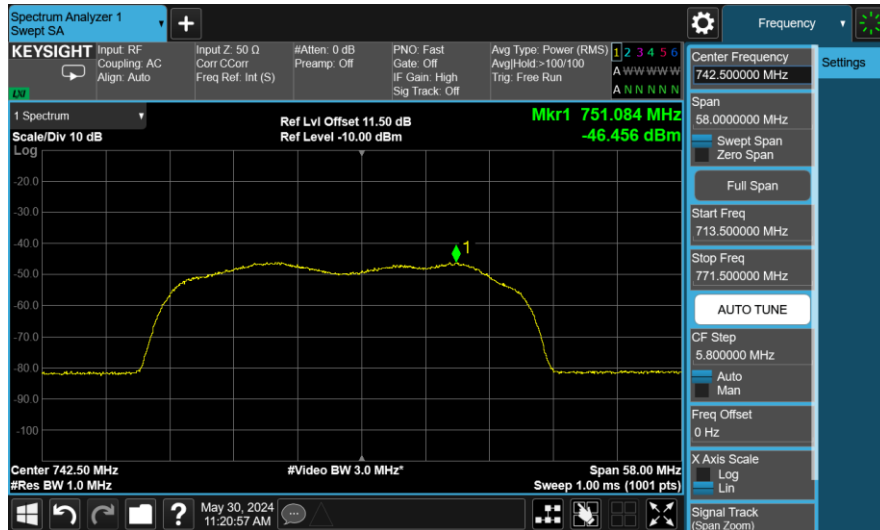 Spectrum Analyzer 1
Swept SA
+
Frequency
KEYSIGHT
Input: RF
Coupling: AC
Align: Auto
Input Z: 50 Ω
Corr CCorr
Freq Ref: Int (S)
#Atten: 0 dB
Preamp: Off
PNO: Fast
Gate: Off
IF Gain: High
Sig Track: Off
Avg Type: Power (RMS)
Avg|Hold:>100/100
Trig: Free Run
1 2 3 4 5 6
A W W W W W
A N N N N N
LXI
1 Spectrum
Scale/Div 10 dB
Ref Lvl Offset 11.50 dB
Ref Level -10.00 dBm
Mkr1 751.084 MHz
-46.456 dBm
Log
-20.0
-30.0
-40.0
-50.0
-60.0
-70.0
-80.0
-90.0
-100
1
Center 742.50 MHz
#Res BW 1.0 MHz
#Video BW 3.0 MHz*
Span 58.00 MHz
Sweep 1.00 ms (1001 pts)
?
May 30, 2024
11:20:57 AM
Center Frequency
742.500000 MHz
Settings
Span
58.0000000 MHz
Swept Span
Zero Span
Full Span
Start Freq
713.500000 MHz
Stop Freq
771.500000 MHz
AUTO TUNE
CF Step
5.800000 MHz
Auto
Man
Freq Offset
0 Hz
X Axis Scale
Log
Lin
Signal Track
(Span Zoom)